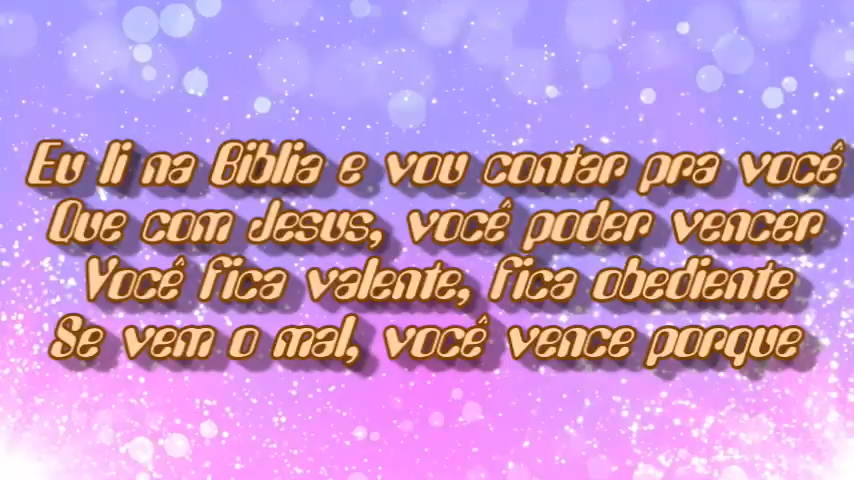 Eu li na Bíblia e vou contar pra você
Que com Jesus, você poder vencer
Você fica valente, fica obediente
Se vem o mal, você vence porque